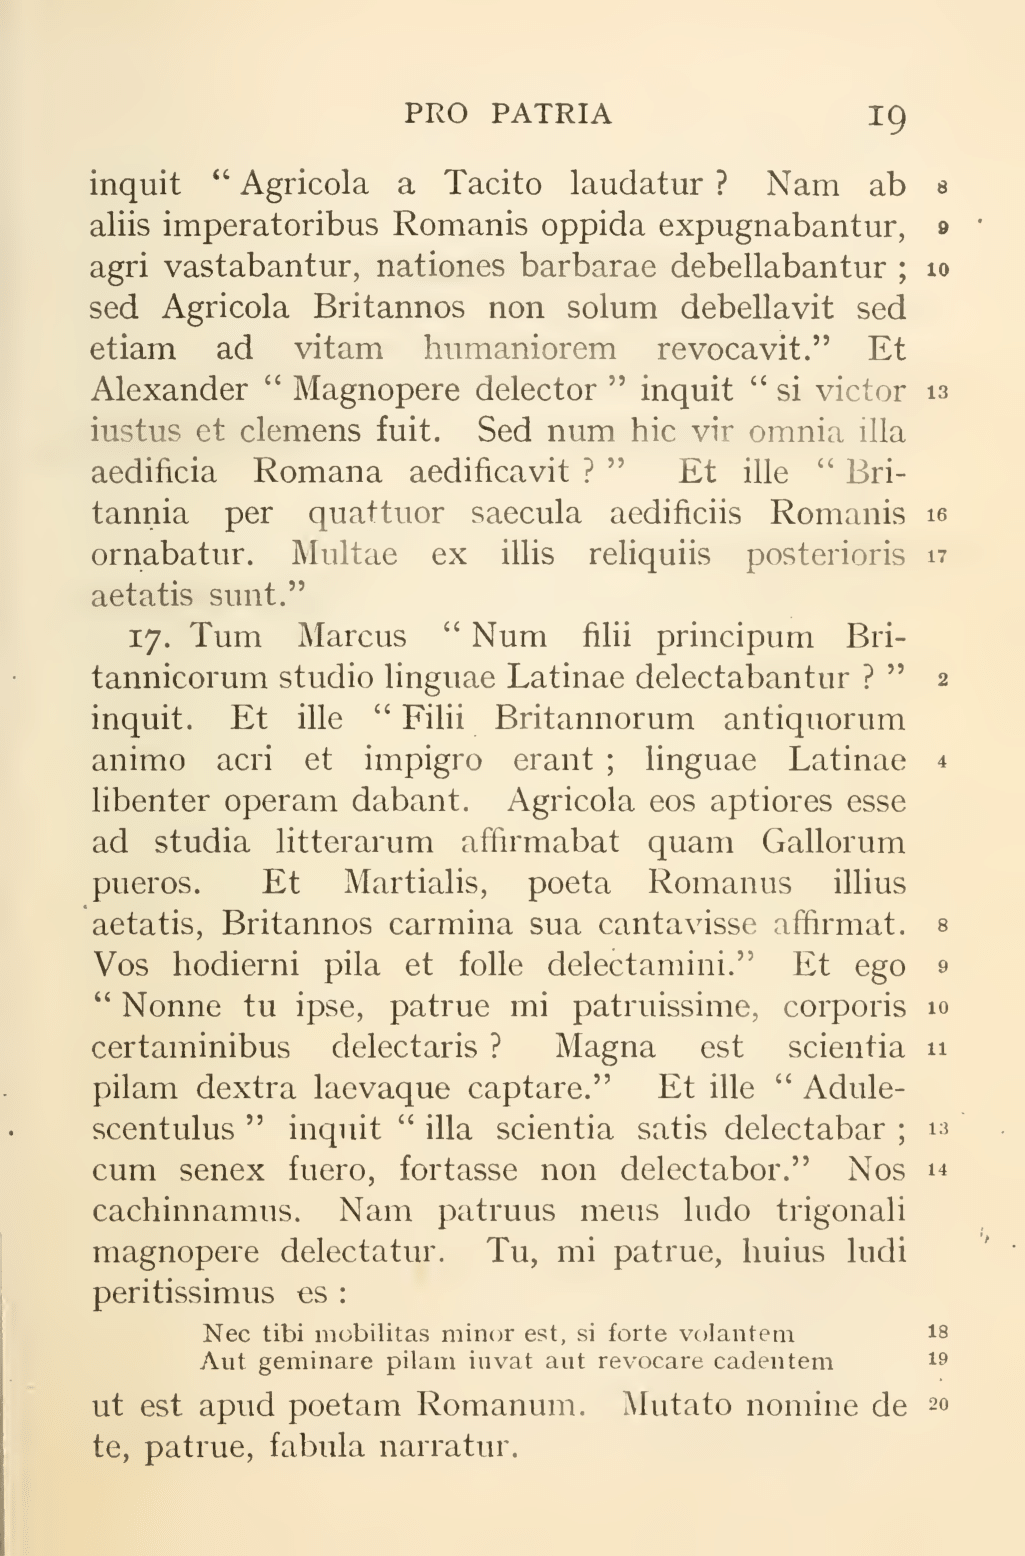 PRO PATRIA 19
inquit “ Agricola a Tacito laudatur ? Nam ab 8
aliis imperatoribus Romanis oppida expugnabantur, 9
agri vastabantur, nationes barbarae debellabantur ; 10
sed Agricola Britannos non solum debellavit sed
etiam ad vitam humaniorem revocavit.” Et
Alexander “ Magnopere delector ” inquit “ si victor 13
iustus et clemens fuit. Sed num hic vir omnia illa
aedificia Romana aedificavit ? ” Et ille “ Bri-
tannia per quattuor saecula aedificiis Romanis 16
ornabatur. Multae ex illis reliquiis posterioris 17
aetatis sunt.”
17. Tum Marcus “ Num filii principum Bri-
tannicorum studio linguae Latinae delectabantur ? ” 2
inquit. Et ille “ Filii Britannorum antiquorum
animo acri et impigro erant ; linguae Latinae 4
libenter operam dabant. Agricola eos aptiores esse
ad studia litterarum affirmabat quam Gallorum
pueros. Et Martialis, poeta Romanus illius
aetatis, Britannos carmina sua cantavisse affirmat. 8
Vos hodierni pila et folle delectamini.” Et ego 9
“ Nonne tu ipse, patrue mi patruissime, corporis 10
certaminibus delectaris ? Magna est scientia 11
pilam dextra laevaque captare.” Et ille “ Adule-
scentulus ” inquit “ illa scientia satis delectabar ; 13
cum senex fuero, fortasse non delectabor.” Nos 14
cachinnamus. Nam patruus meus ludo trigonali
magnopere delectatur. Tu, mi patrue, huius ludi
peritissimus es :
Nec tibi mobilitas minor est, si forte volantem 18
Aut geminare pilam iuvat aut revocare cadentem 19
ut est apud poetam Romanum. Mutato nomine de 20
te, patrue, fabula narratur.